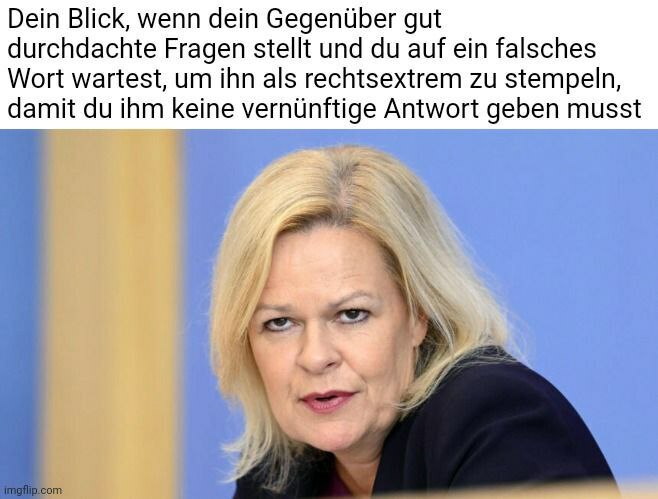 Dein Blick, wenn dein Gegenüber gut
durchdachte Fragen stellt und du auf ein falsches
Wort wartest, um ihn als rechtsextrem zu stempeln,
damit du ihm keine vernünftige Antwort geben musst
imgflip.com